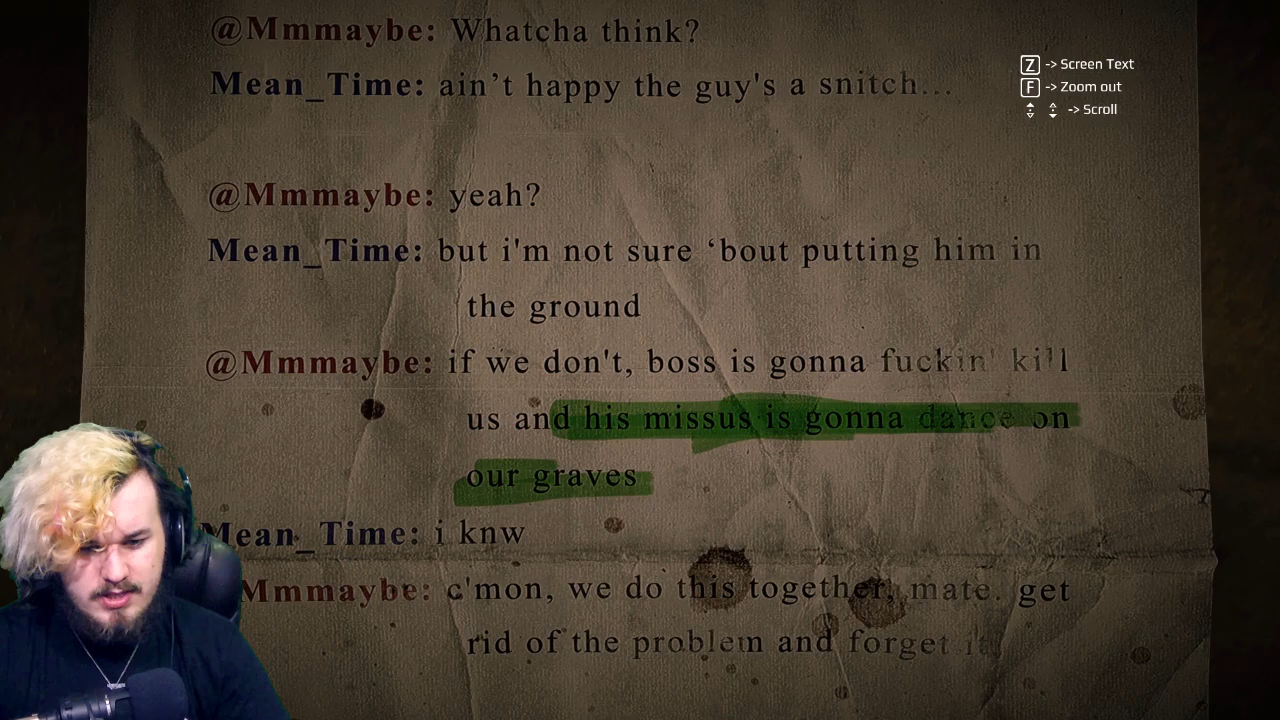 @Mmmaybe: Whatcha think?
Z -> Screen Text
Mean_Time: ain’t happy the guy's a snitch...
F -> Zoom out
-> Scroll
@Mmmaybe: yeah?
Mean_Time: but i'm not sure ‘bout putting him in
the ground
@Mmmaybe: if we don't, boss is gonna fuckin' kill
us and his missus is gonna dance on
our graves
Mean_Time: i knw
Mmmaybe: c'mon, we do this together, mate. get
rid of the problem and forget it.